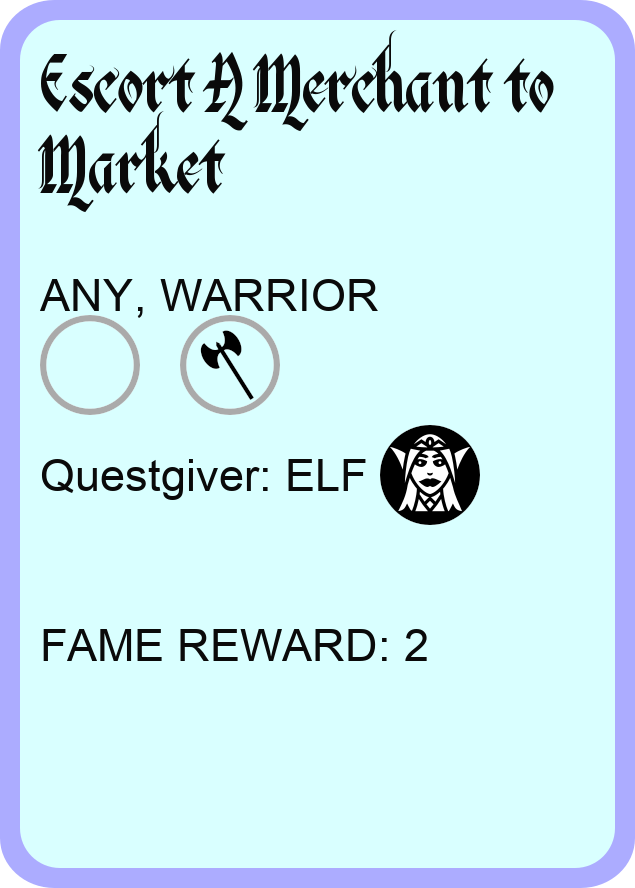 Escort A Merchant to
Market
ANY, WARRIOR
Questgiver: ELF
FAME REWARD: 2